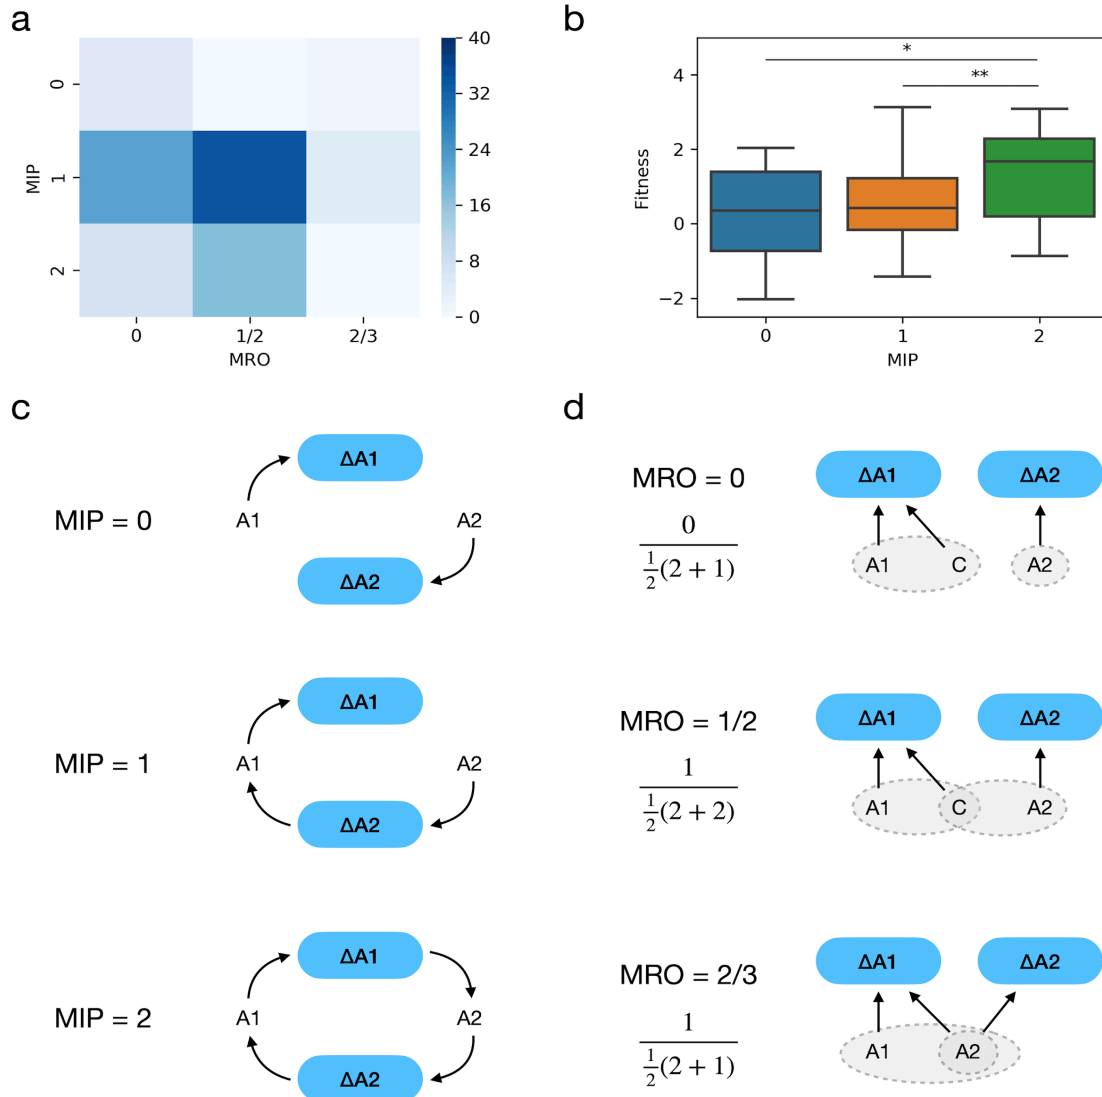 a
0
1
2
MIP
0
1/2
2/3
MRO
40
32
24
16
8
0
b
*
**
4
2
0
−2
Fitness
0
1
2
MIP
c
MIP = 0
ΔA1
A1
A2
ΔA2
MIP = 1
ΔA1
A1
A2
ΔA2
MIP = 2
ΔA1
A1
A2
ΔA2
d
MRO = 0
0
1/2(2 + 1)
ΔA1
ΔA2
A1
C
A2
MRO = 1/2
1
1/2(2 + 2)
ΔA1
ΔA2
A1
C
A2
MRO = 2/3
1
1/2(2 + 1)
ΔA1
ΔA2
A1
A2